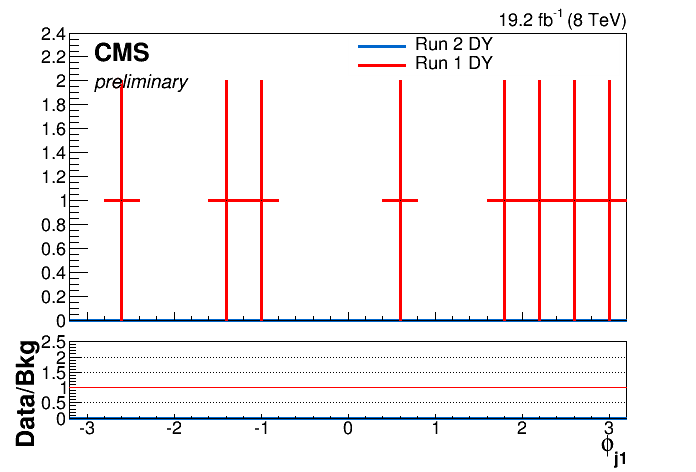 19.2 fb-1 (8 TeV)
CMS
preliminary
Run 2 DY
Run 1 DY
2.4
2.2
2
1.8
1.6
1.4
1.2
1
0.8
0.6
0.4
0.2
0
Data/Bkg
2.5
2
1.5
1
0.5
0
-3 -2 -1 0 1 2 3
ϕj1